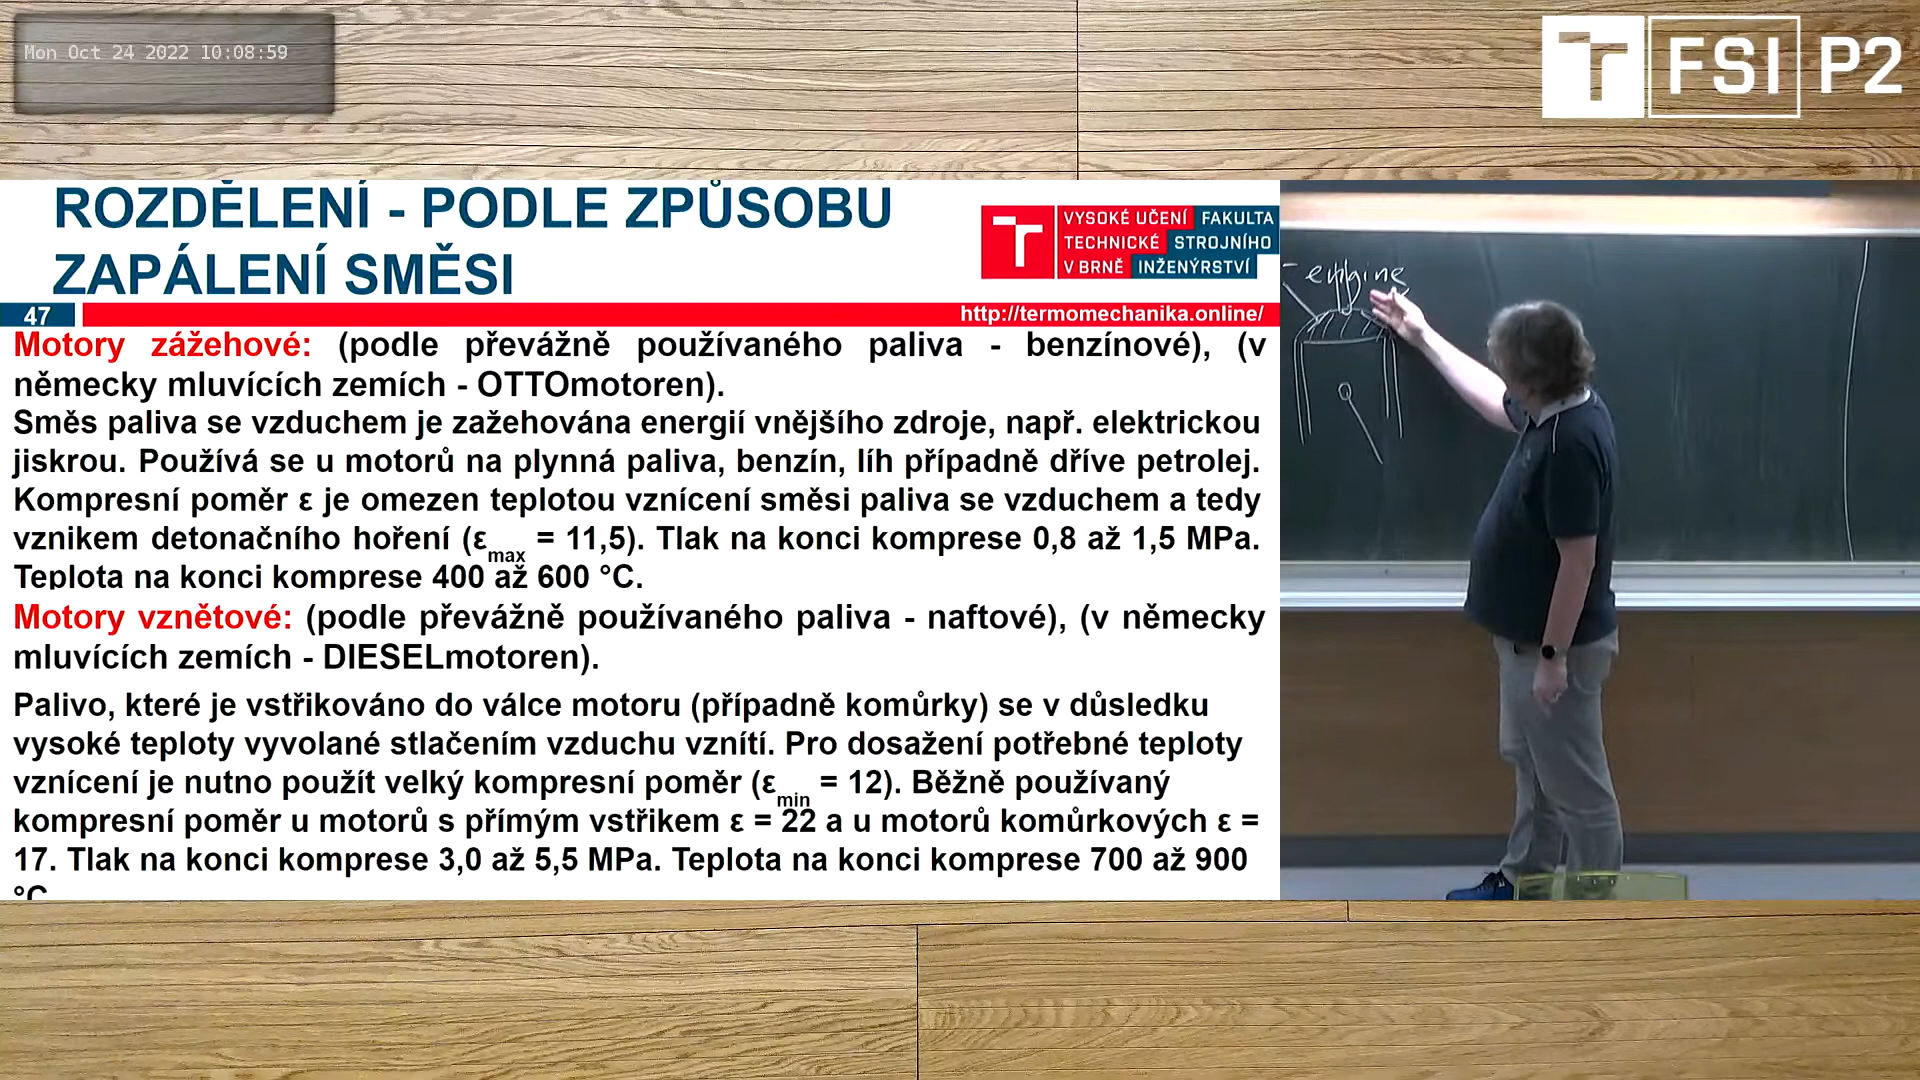 Mon Oct 24 2022 10:08:59
FSI P2
ROZDĚLENÍ - PODLE ZPŮSOBU
ZAPÁLENÍ SMĚSI
VYSOKÉ UČENÍ FAKULTA
TECHNICKÉ STROJNÍHO
V BRNĚ INŽENÝRSTVÍ
47
http://termomechanika.online/
Motory zážehové: (podle převážně používaného paliva - benzínové), (v
německy mluvících zemích - OTTOmotoren).
Směs paliva se vzduchem je zažehována energií vnějšího zdroje, např. elektrickou
jiskrou. Používá se u motorů na plynná paliva, benzín, líh případně dříve petrolej.
Kompresní poměr ε je omezen teplotou vznícení směsi paliva se vzduchem a tedy
vznikem detonačního hoření (εmax = 11,5). Tlak na konci komprese 0,8 až 1,5 MPa.
Teplota na konci komprese 400 až 600 °C.
Motory vznětové: (podle převážně používaného paliva - naftové), (v německy
mluvících zemích - DIESELmotoren).
Palivo, které je vstřikováno do válce motoru (případně komůrky) se v důsledku
vysoké teploty vyvolané stlačením vzduchu vznítí. Pro dosažení potřebné teploty
vznícení je nutno použít velký kompresní poměr (εmin = 12). Běžně používaný
kompresní poměr u motorů s přímým vstřikem ε = 22 a u motorů komůrkových ε =
17. Tlak na konci komprese 3,0 až 5,5 MPa. Teplota na konci komprese 700 až 900
°C
- engine